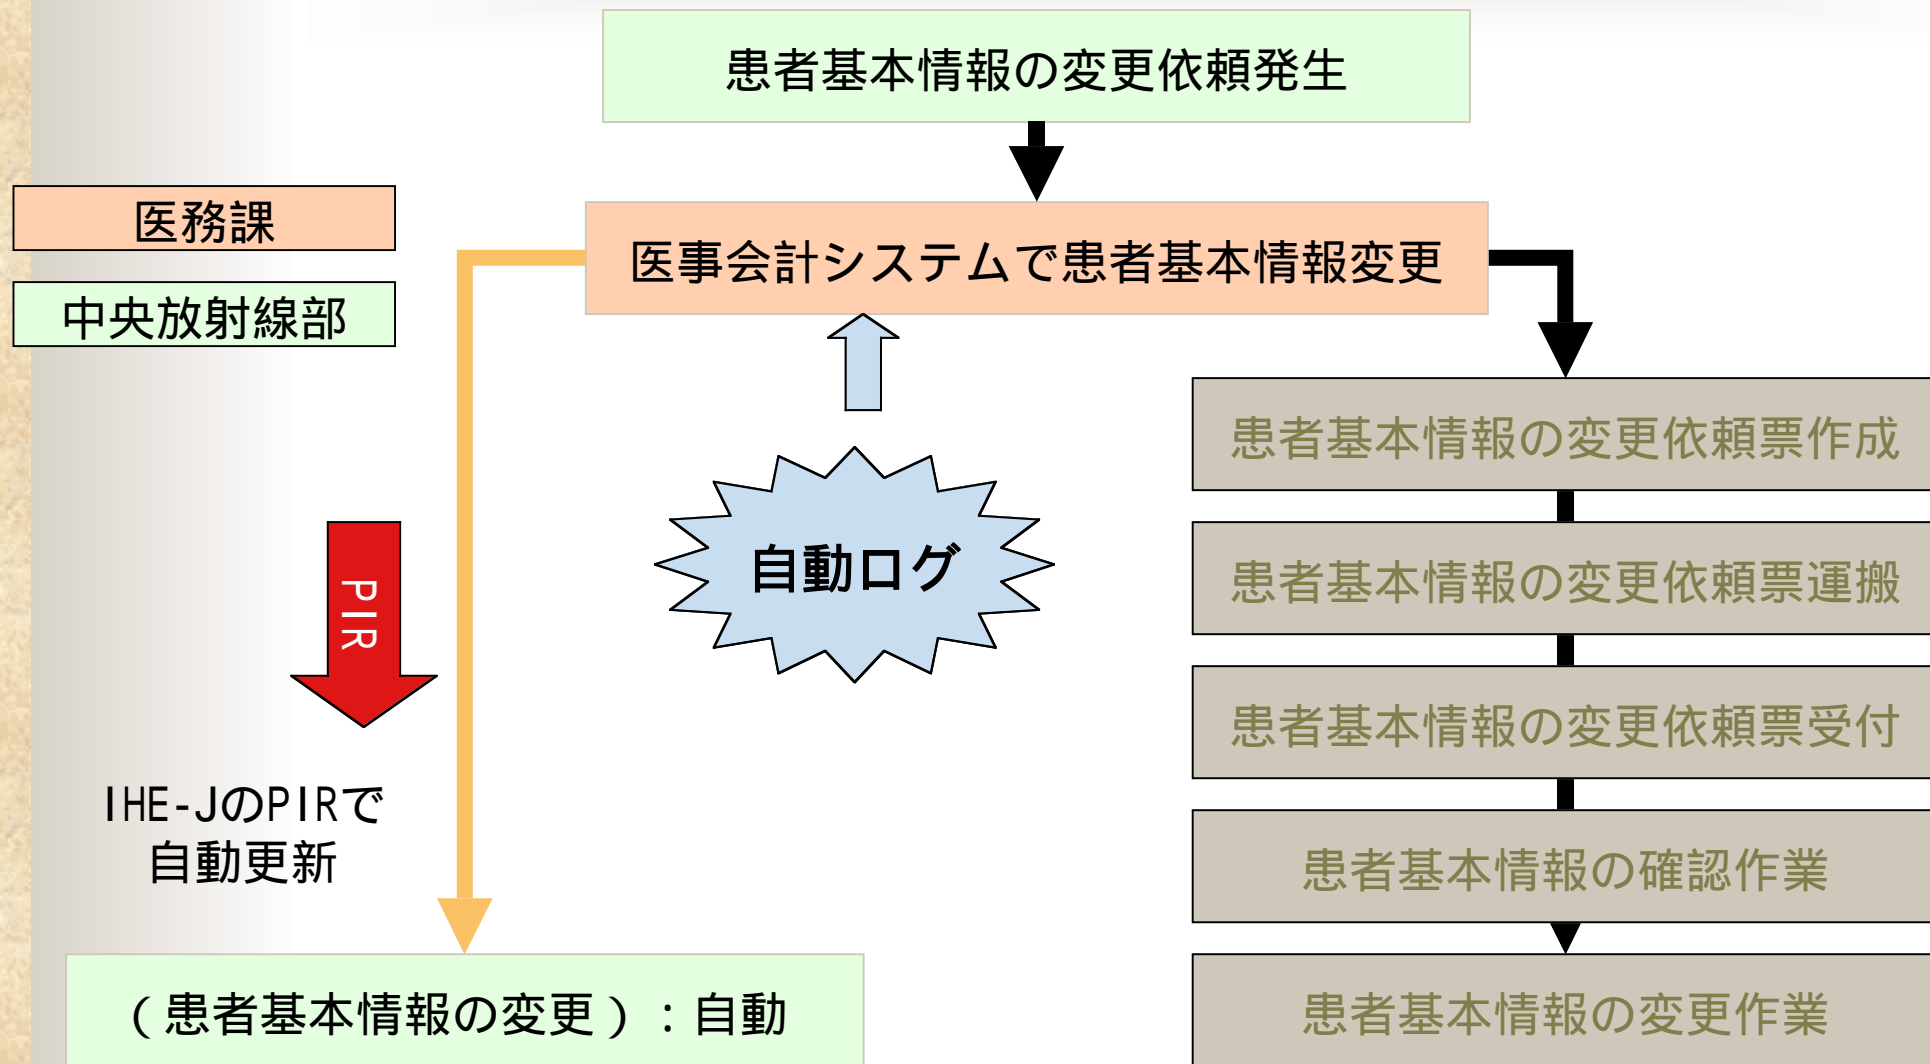 患者基本情報の変更依頼発生
医務課
医事会計システムで患者基本情報変更
中央放射線部
患者基本情報の変更依頼票作成
自動ログ
患者基本情報の変更依頼票運搬
PIR
患者基本情報の変更依頼票受付
IHE-JのPIRで
自動更新
患者基本情報の確認作業
（患者基本情報の変更）：自動
患者基本情報の変更作業